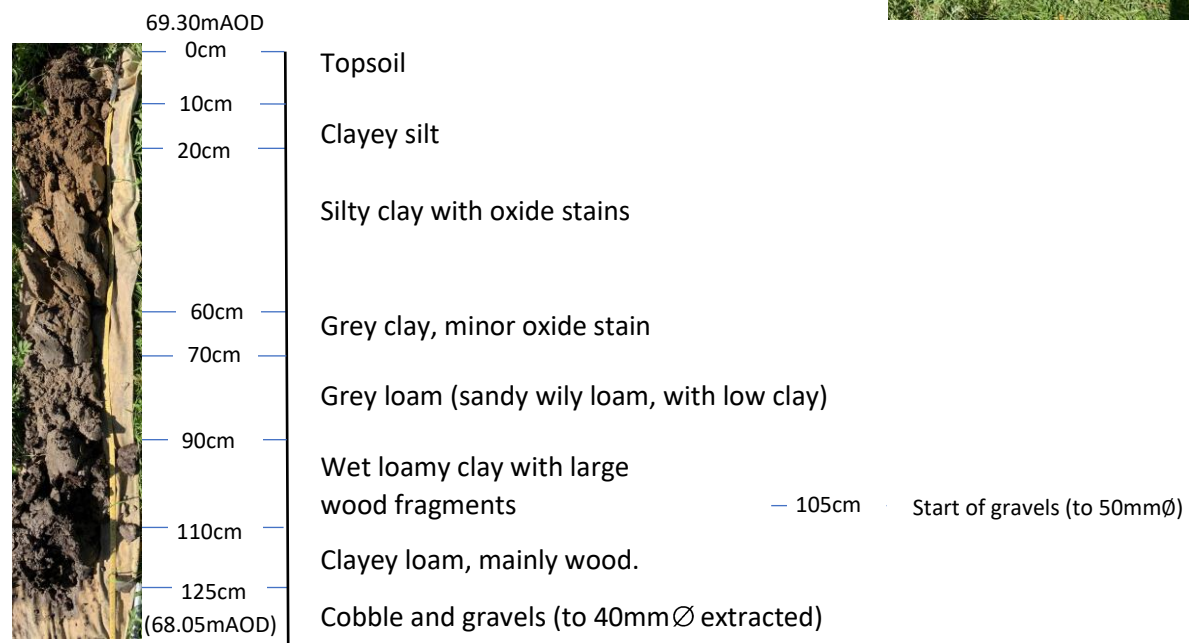 69.30mAOD
0cm
Topsoil
10cm
Clayey silt
20cm
Silty clay with oxide stains
60cm
Grey clay, minor oxide stain
70cm
Grey loam (sandy wily loam, with low clay)
90cm
Wet loamy clay with large
wood fragments
105cm
Start of gravels (to 50mmØ)
110cm
Clayey loam, mainly wood.
125cm
(68.05mAOD)
Cobble and gravels (to 40mm∅ extracted)